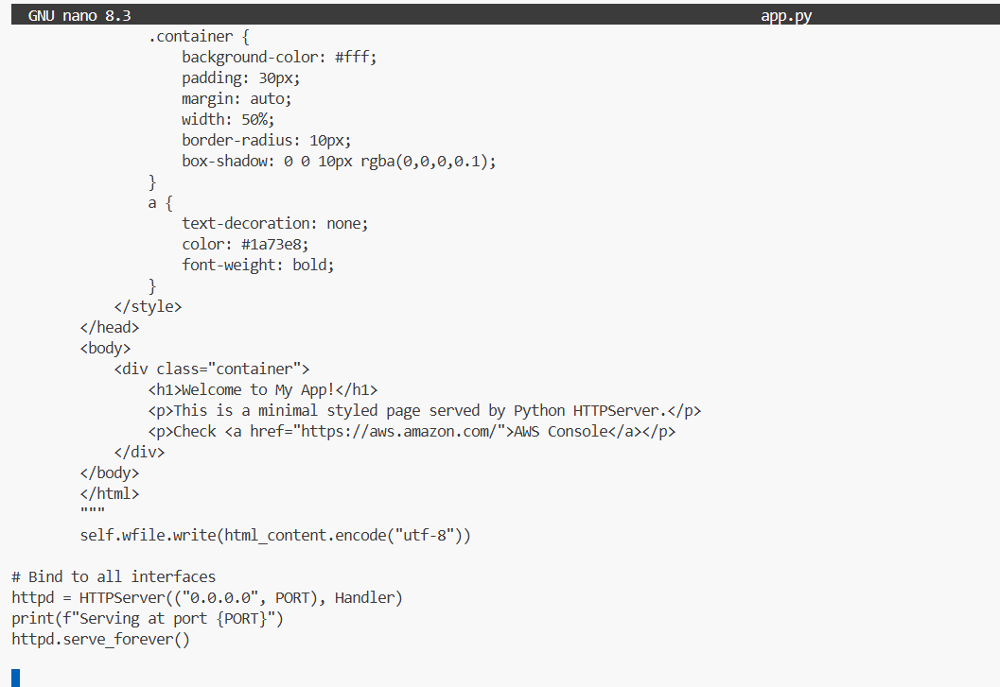 GNU nano 8.3 app.py
.container {
background-color: #fff;
padding: 30px;
margin: auto;
width: 50%;
border-radius: 10px;
box-shadow: 0 0 10px rgba(0,0,0,0.1);
}
a {
text-decoration: none;
color: #1a73e8;
font-weight: bold;
}
</style>
</head>
<body>
<div class="container">
<h1>Welcome to My App!</h1>
<p>This is a minimal styled page served by Python HTTPServer.</p>
<p>Check <a href="https://aws.amazon.com/">AWS Console</a></p>
</div>
</body>
</html>
"""
self.wfile.write(html_content.encode("utf-8"))
# Bind to all interfaces
httpd = HTTPServer(("0.0.0.0", PORT), Handler)
print(f"Serving at port {PORT}")
httpd.serve_forever()